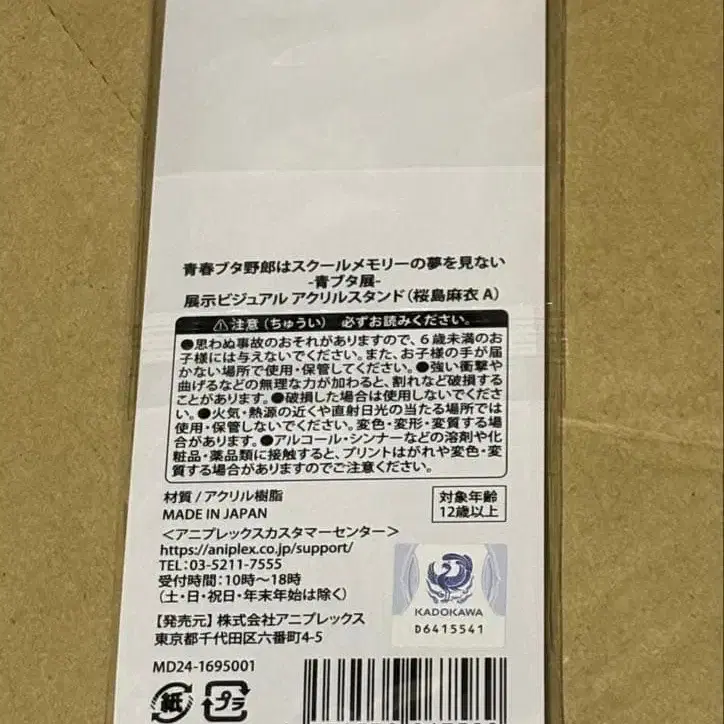 青春ブタ野郎はスクールメモリーの夢を見ない
-青ブタ展-
展示ビジュアル アクリルスタンド(桜島麻衣 A)
⚠注意(ちゅうい) 必ずお読みください。
●思わぬ事故のおそれがありますので、6歳未満のお
子様には与えないでください。また、お子様の手が届
かない場所で使用・保管してください。●強い衝撃や
曲げるなどの無理な力が加わると、割れなど破損する
ことがあります。●破損した場合は使用しないでくださ
い。●火気・熱源の近くや直射日光の当たる場所では
使用・保管しないでください。変色・変形・変質する場
合があります。●アルコール・シンナーなどの溶剤や化
粧品・薬品類に接触すると、プリントはがれや変色・変
質する場合がありますのでご注意ください。
材質/アクリル樹脂
MADE IN JAPAN
対象年齢
12歳以上
<アニプレックスカスタマーセンター>
https://aniplex.co.jp/support/
TEL:03-5211-7555
受付時間:10時~18時
(土・日・祝日・年末年始は除く)
KADOKAWA
D6415541
【発売元】株式会社アニプレックス
東京都千代田区六番町4-5
MD24-1695001
紙
プラ